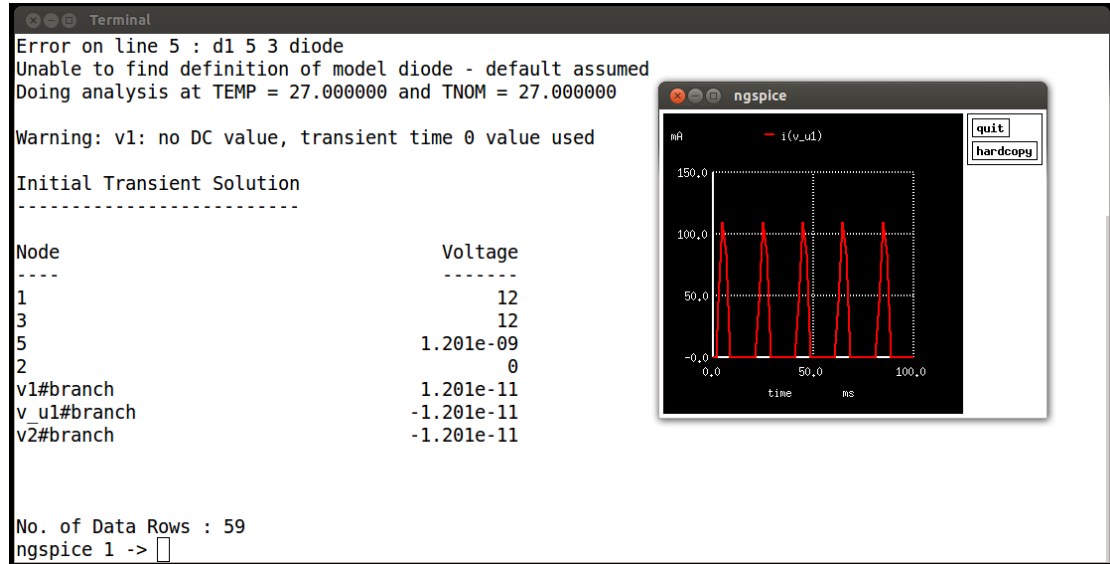 Terminal
Error on line 5 : d1 5 3 diode
Unable to find definition of model diode - default assumed
Doing analysis at TEMP = 27.000000 and TNOM = 27.000000
Warning: v1: no DC value, transient time 0 value used
Initial Transient Solution
--------------------------
Node Voltage
---- -------
1 12
3 12
5 1.201e-09
2 0
v1#branch 1.201e-11
v_u1#branch -1.201e-11
v2#branch -1.201e-11
No. of Data Rows : 59
ngspice 1 ->
ngspice
mA i(v_u1)
quit
hardcopy
150.0
100.0
50.0
-0.0
0.0 50.0 100.0
time ms